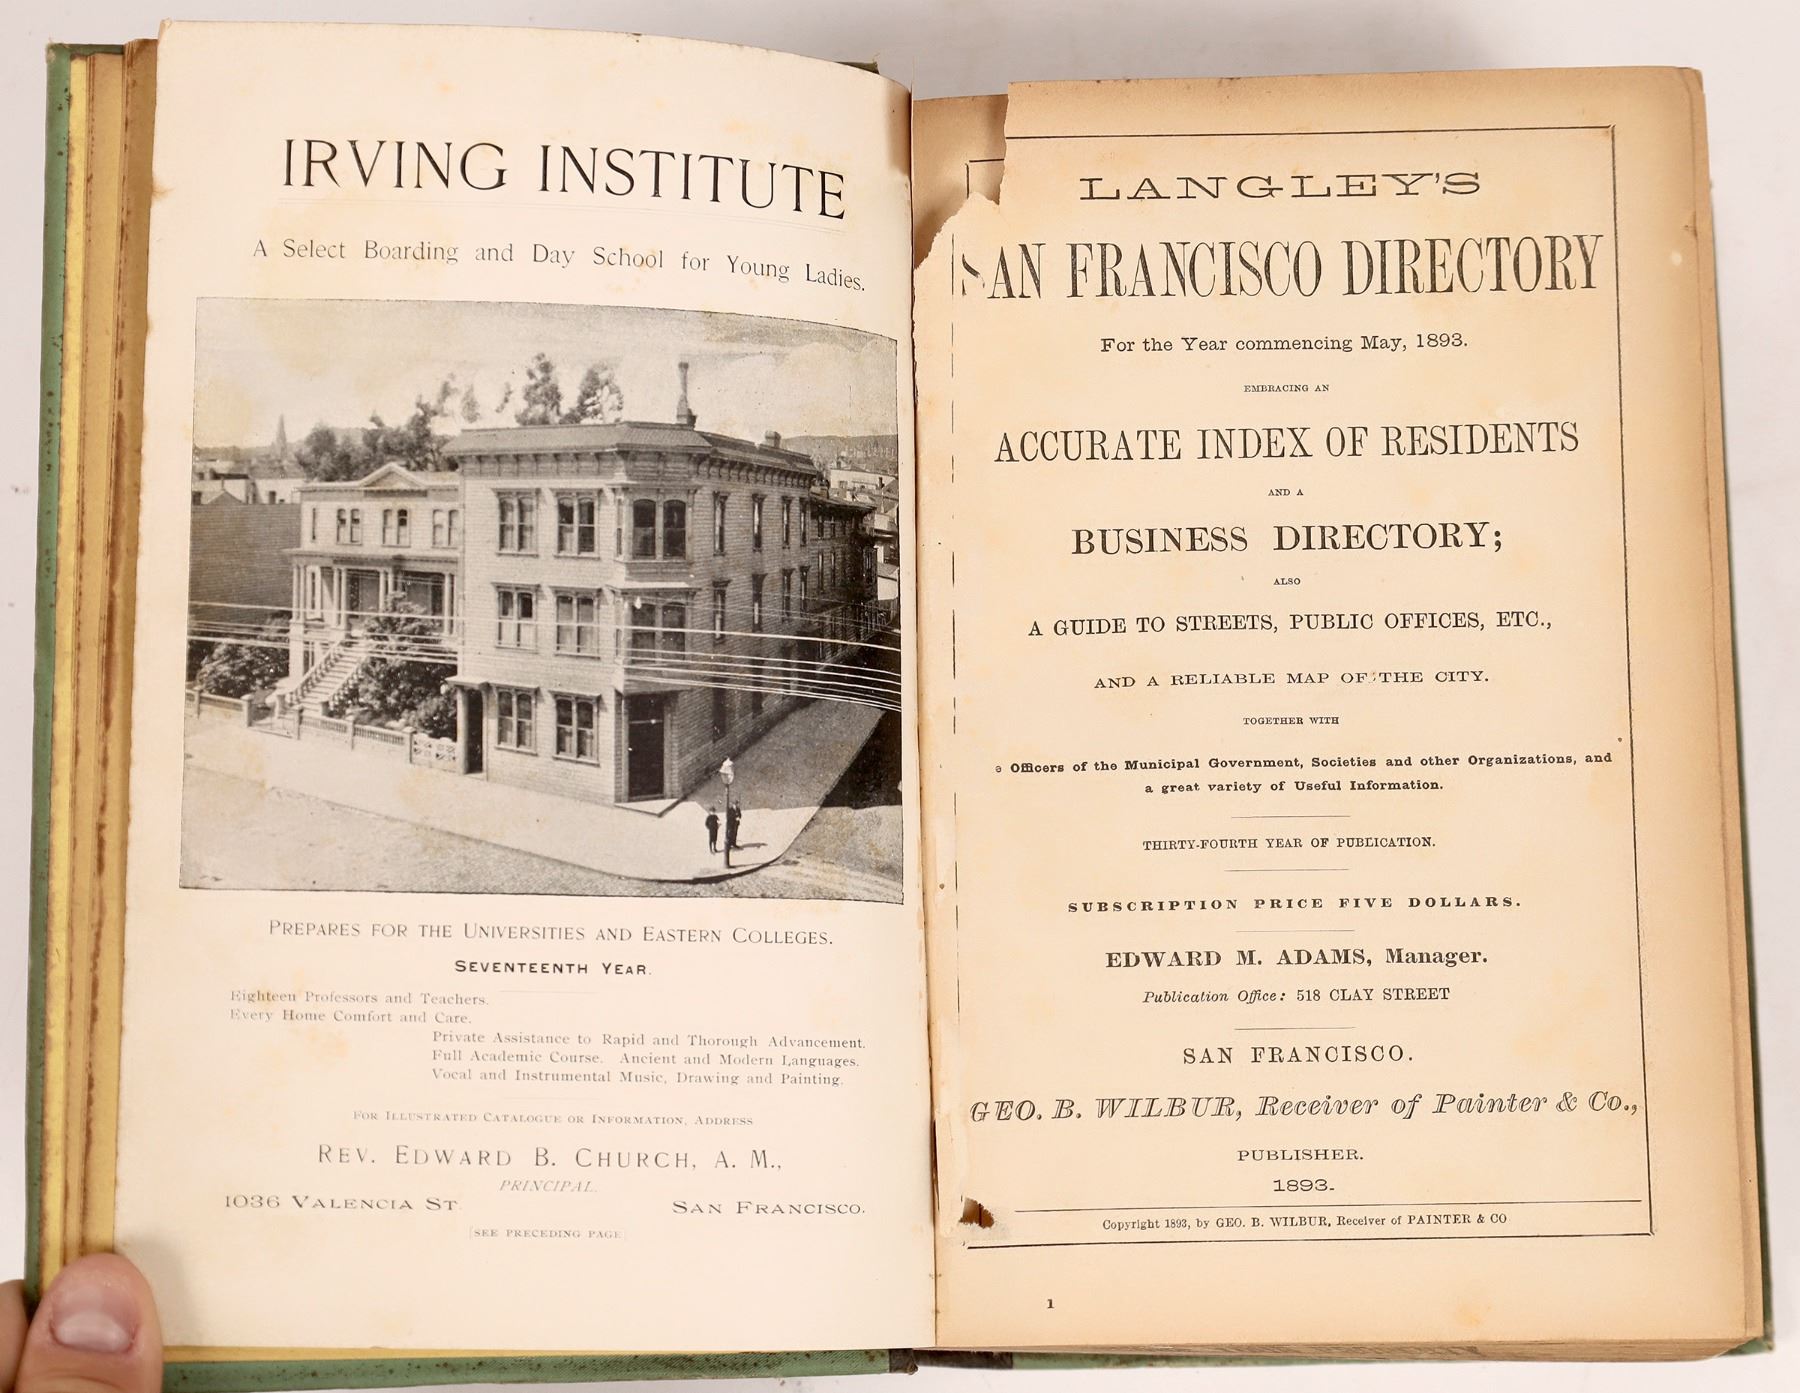 IRVING INSTITUTE
A Select Boarding and Day School for Young Ladies.
PREPARES FOR THE UNIVERSITIES AND EASTERN COLLEGES.
SEVENTEENTH YEAR.
Eighteen Professors and Teachers.
Every Home Comfort and Care.
Private Assistance to Rapid and Thorough Advancement.
Full Academic Course. Ancient and Modern Languages.
Vocal and Instrumental Music, Drawing and Painting.
FOR ILLUSTRATED CATALOGUE OR INFORMATION, ADDRESS
REV. EDWARD B. CHURCH, A. M.,
PRINCIPAL.
1036 VALENCIA ST. SAN FRANCISCO.
[SEE PRECEDING PAGE]
LANGLEY'S
SAN FRANCISCO DIRECTORY
For the Year commencing May, 1893.
EMBRACING AN
ACCURATE INDEX OF RESIDENTS
AND A
BUSINESS DIRECTORY;
ALSO
A GUIDE TO STREETS, PUBLIC OFFICES, ETC.,
AND A RELIABLE MAP OF THE CITY.
TOGETHER WITH
e Officers of the Municipal Government, Societies and other Organizations, and
a great variety of Useful Information.
THIRTY-FOURTH YEAR OF PUBLICATION.
SUBSCRIPTION PRICE FIVE DOLLARS.
EDWARD M. ADAMS, Manager.
Publication Office: 518 CLAY STREET
SAN FRANCISCO.
GEO. B. WILBUR, Receiver of Painter & Co.,
PUBLISHER.
1893.
Copyright 1893, by GEO. B. WILBUR, Receiver of PAINTER & CO
1